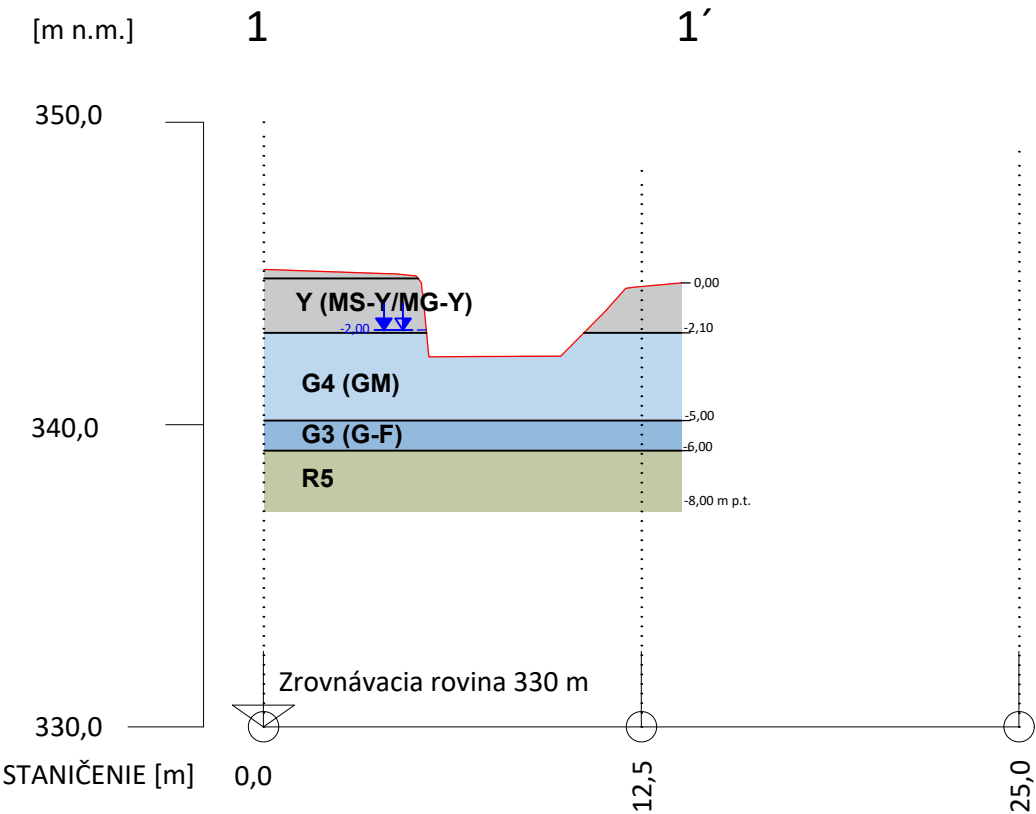 [m n.m.] 1 1´
350,0
0,00
Y (MS-Y/MG-Y)
-2,00 -2,10
G4 (GM)
-5,00
340,0
G3 (G-F)
-6,00
R5
-8,00 m p.t.
Zrovnávacia rovina 330 m
330,0
STANIČENIE [m] 0,0 12,5 25,0